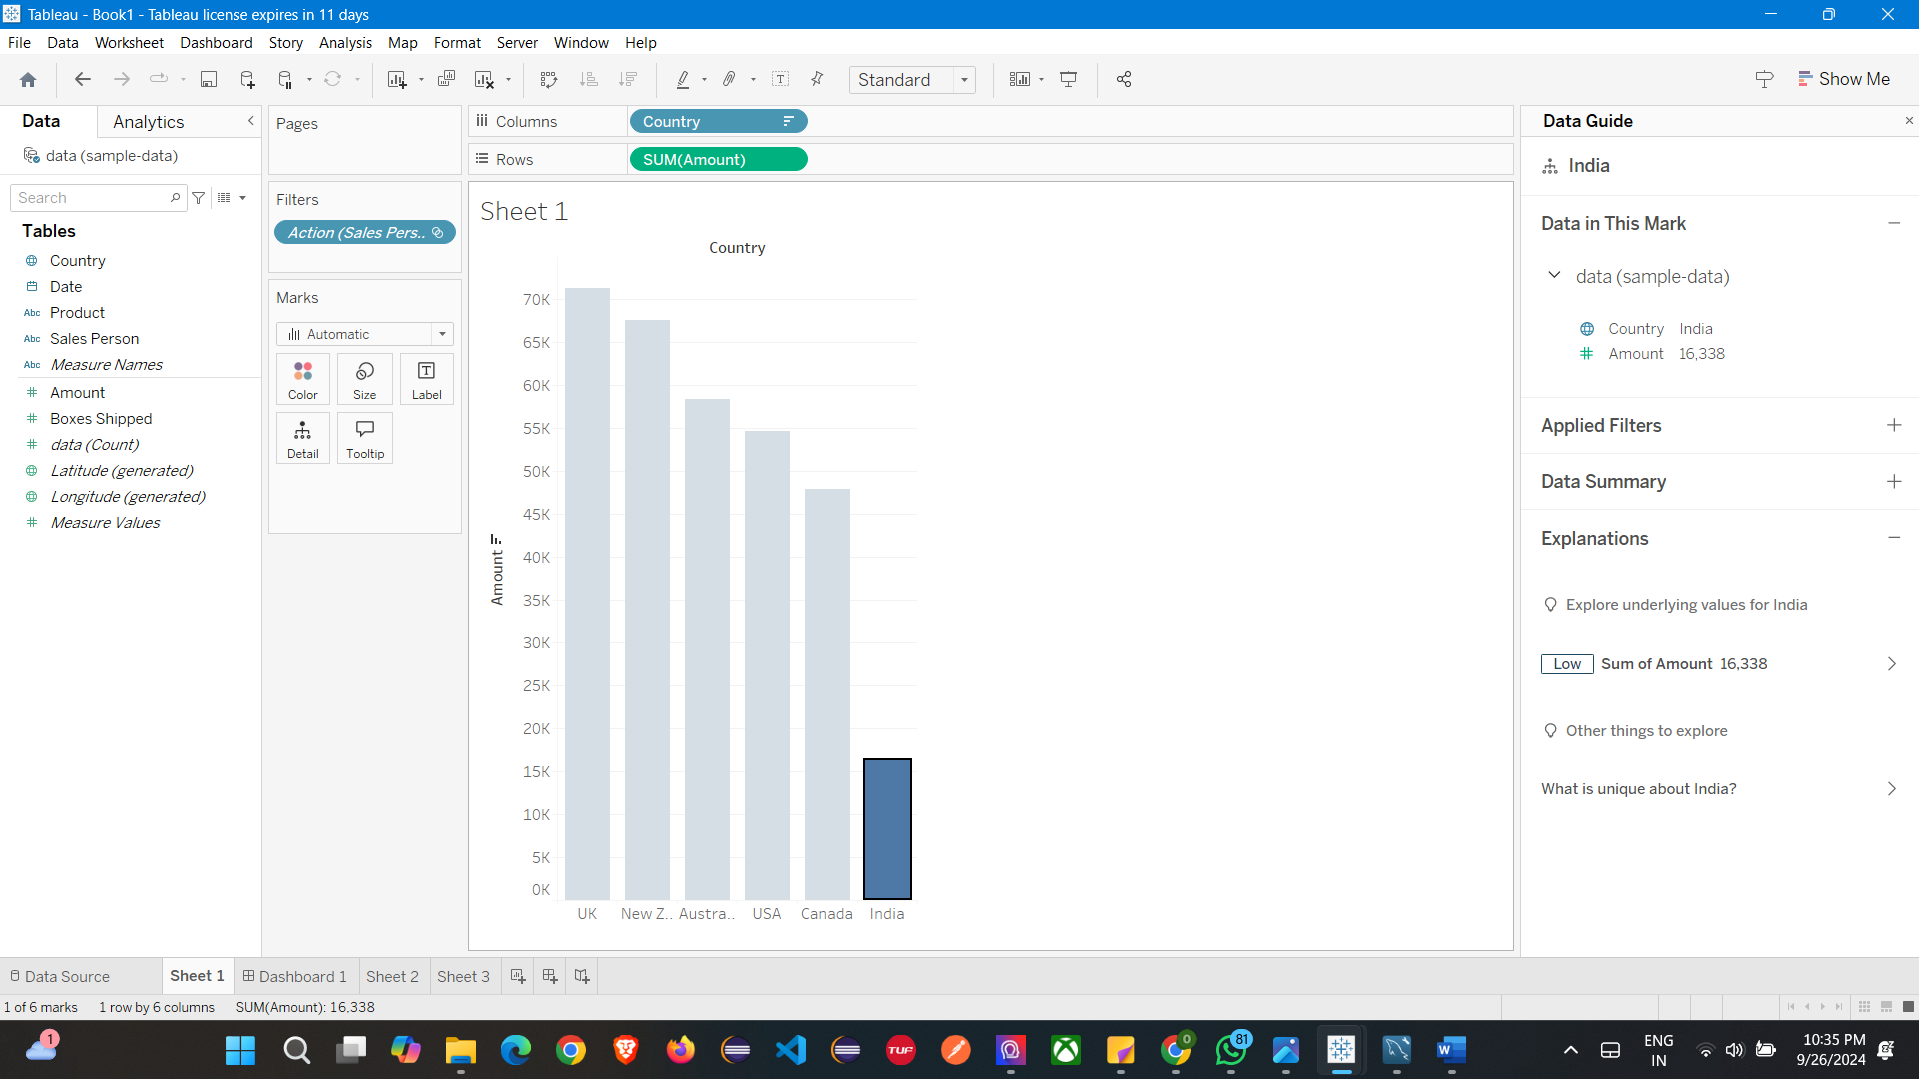 Tableau - Book1 - Tableau license expires in 11 days
File Data Worksheet Dashboard Story Analysis Map Format Server Window Help
Standard
Show Me
Data
Analytics
data (sample-data)
Search
Tables
Country
Date
Abc Product
Abc Sales Person
Abc Measure Names
Amount
Boxes Shipped
data (Count)
Latitude (generated)
Longitude (generated)
Measure Values
Pages
Filters
Action (Sales Pers..
Marks
Automatic
Color
Size
Label
Detail
Tooltip
Columns
Country
Rows
SUM(Amount)
Sheet 1
Country
70K
65K
60K
55K
50K
45K
40K
35K
30K
25K
20K
15K
10K
5K
0K
Amount
UK New Z.. Austra.. USA Canada India
Data Guide
India
Data in This Mark
data (sample-data)
Country India
Amount 16,338
Applied Filters
Data Summary
Explanations
Explore underlying values for India
Low Sum of Amount 16,338
Other things to explore
What is unique about India?
Data Source Sheet 1 Dashboard 1 Sheet 2 Sheet 3
1 of 6 marks 1 row by 6 columns SUM(Amount): 16,338
1
TUF
0
81
ENG
IN
10:35 PM
9/26/2024